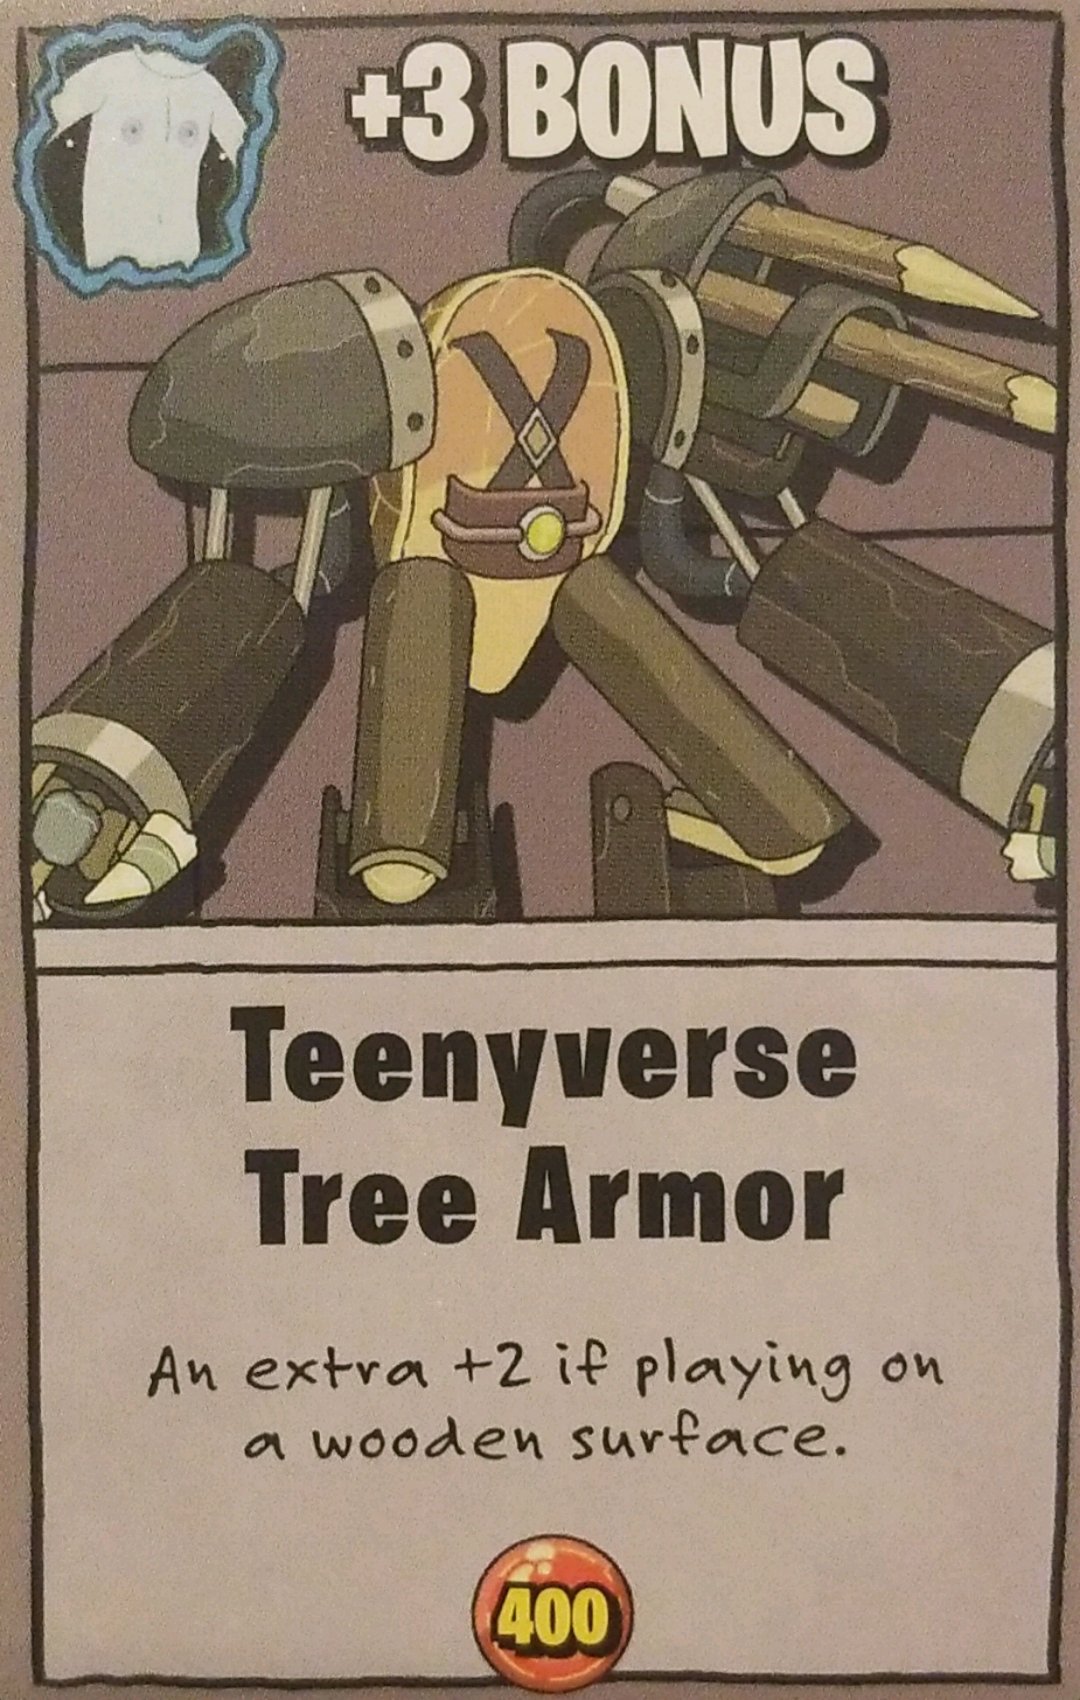 +3 BONUS
Teenyverse
Tree Armor
An extra +2 if playing on
a wooden surface.
400